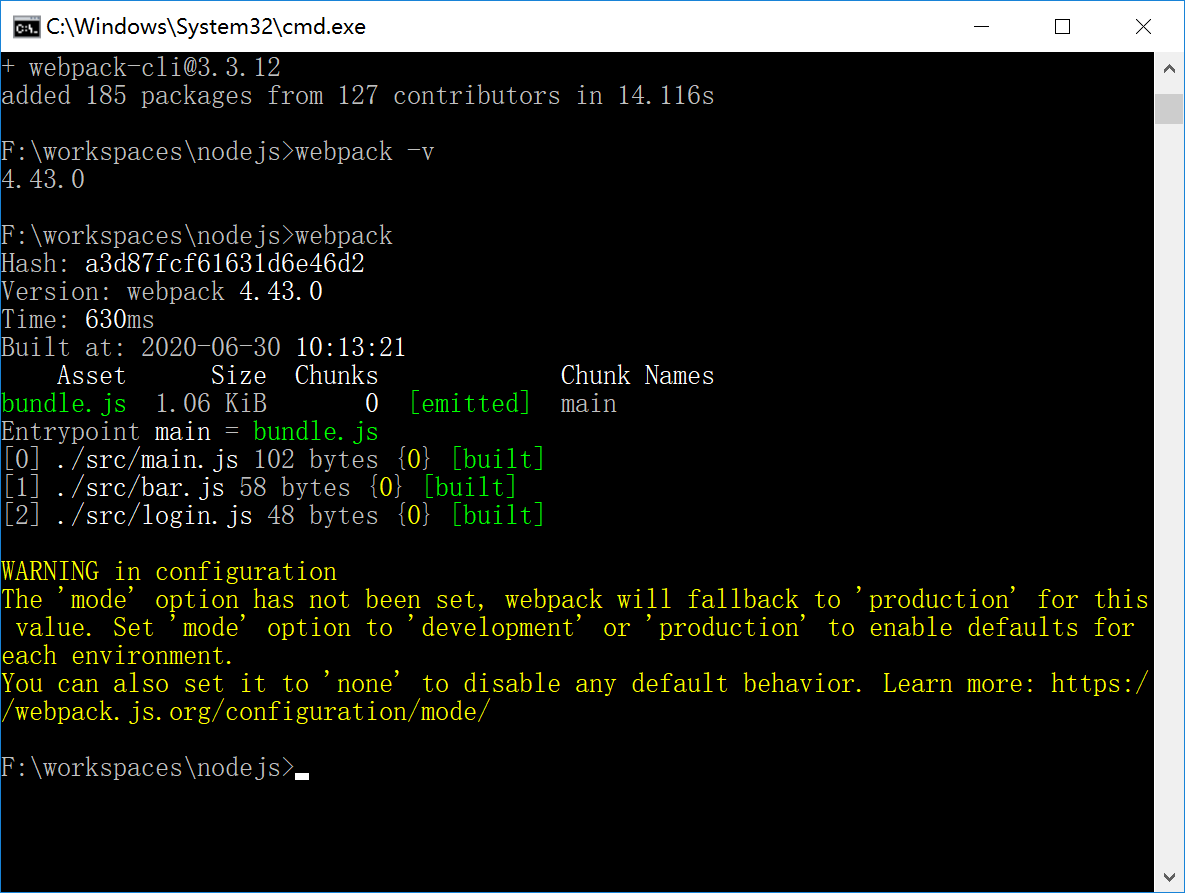 C:\Windows\System32\cmd.exe
+ webpack-cli@3.3.12
added 185 packages from 127 contributors in 14.116s
F:\workspaces\nodejs>webpack -v
4.43.0
F:\workspaces\nodejs>webpack
Hash: a3d87fcf61631d6e46d2
Version: webpack 4.43.0
Time: 630ms
Built at: 2020-06-30 10:13:21
    Asset      Size  Chunks             Chunk Names
bundle.js  1.06 KiB       0  [emitted]  main
Entrypoint main = bundle.js
[0] ./src/main.js 102 bytes {0} [built]
[1] ./src/bar.js 58 bytes {0} [built]
[2] ./src/login.js 48 bytes {0} [built]
WARNING in configuration
The 'mode' option has not been set, webpack will fallback to 'production' for this
 value. Set 'mode' option to 'development' or 'production' to enable defaults for
each environment.
You can also set it to 'none' to disable any default behavior. Learn more: https:/
/webpack.js.org/configuration/mode/
F:\workspaces\nodejs>